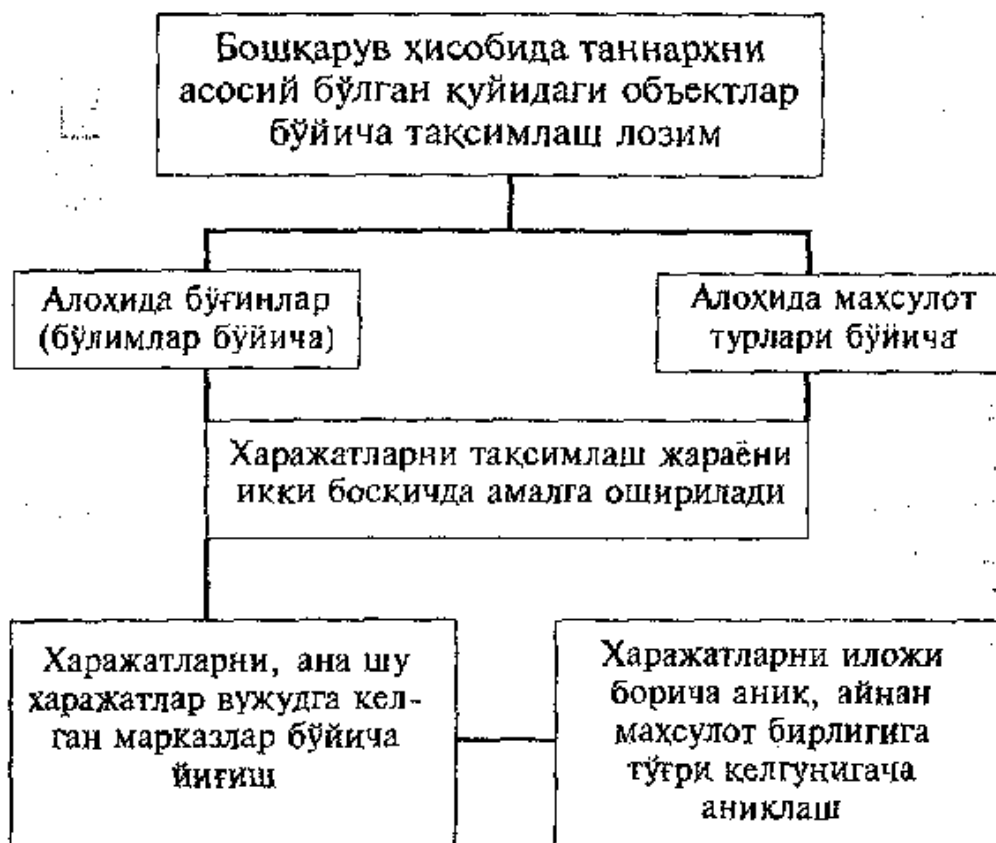 Бошқарув ҳисобида таннархни
асосий бўлган қуйидаги объектлар
бўйича тақсимлаш лозим
Алоҳида бўғинлар
(бўлимлар бўйича)
Алоҳида маҳсулот
турлари бўйича
Харажатларни тақсимлаш жараёни
икки босқичда амалга оширилади
Харажатларни, ана шу
харажатлар вужудга кел-
ган марказлар бўйича
йиғиш
Харажатларни иложи
борича аниқ, айнан
маҳсулот бирлигига
тўғри келгунигача
аниқлаш